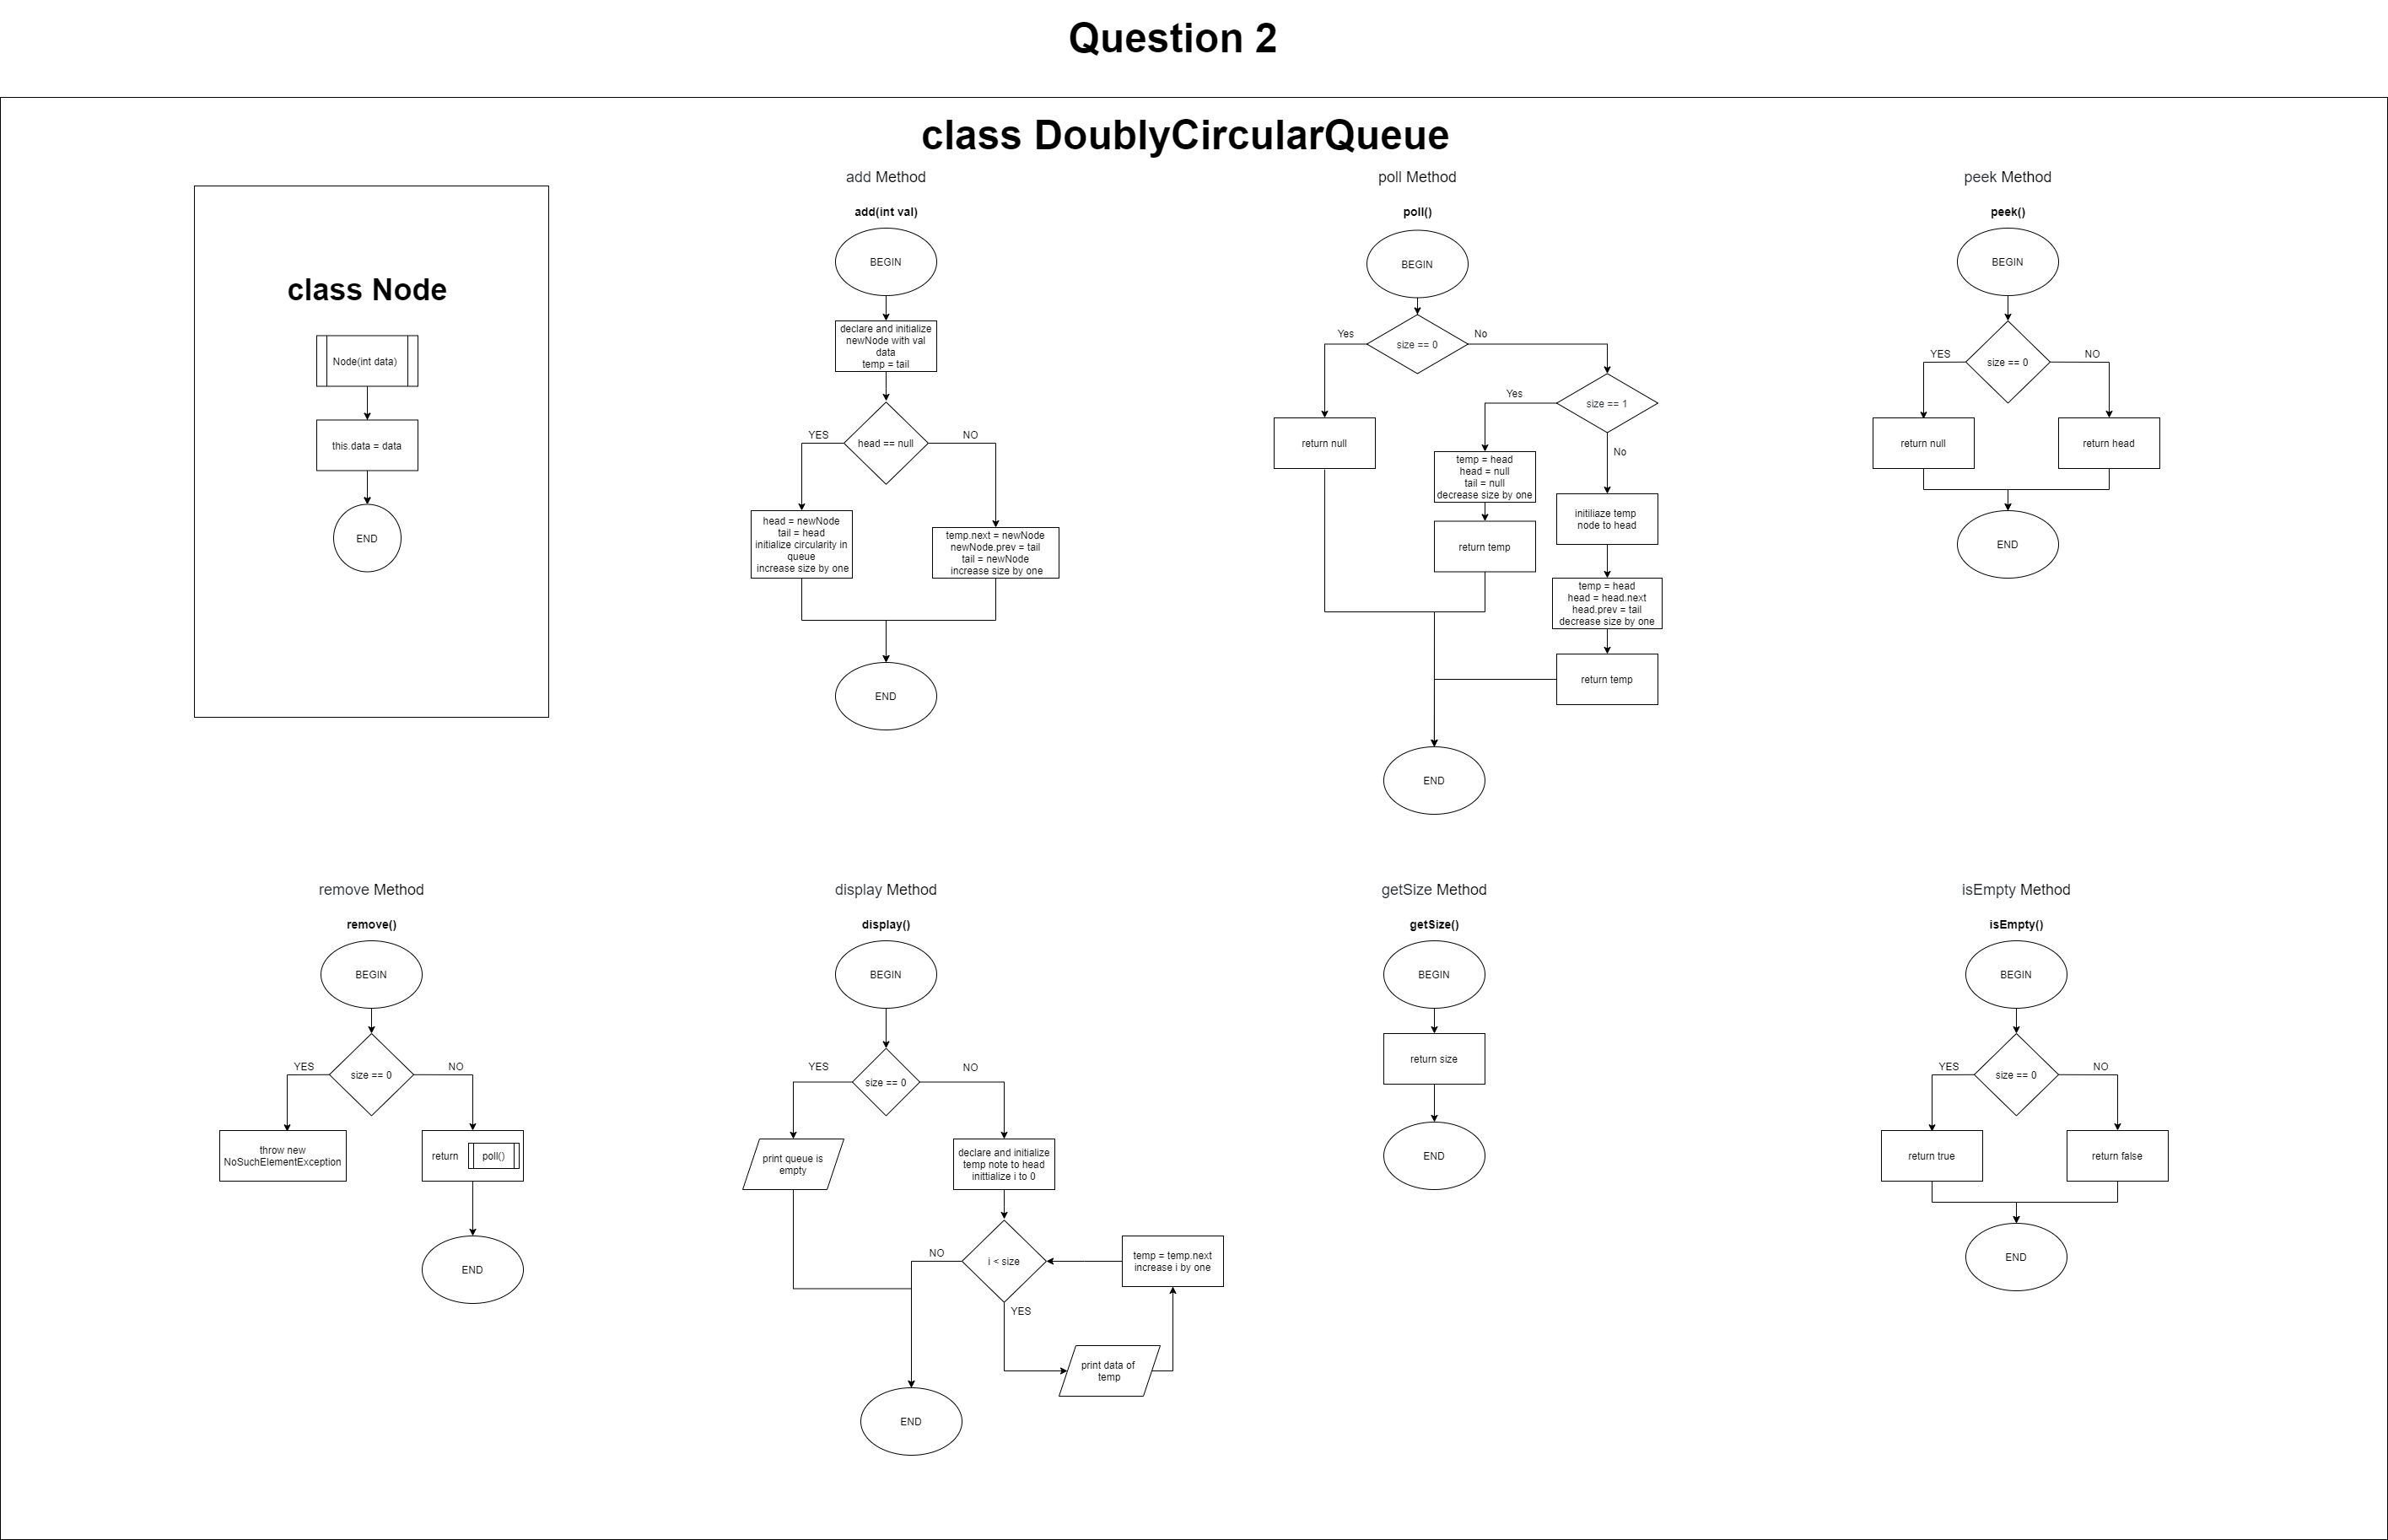 Question 2
class DoublyCircularQueue
class Node
Node(int data)
this.data = data
END
add Method
add(int val)
BEGIN
declare and initialize
newNode with val
data
temp = tail
head == null
YES
NO
head = newNode
tail = head
initialize circularity in
queue
increase size by one
temp.next = newNode
newNode.prev = tail
tail = newNode
increase size by one
END
poll Method
poll()
BEGIN
size == 0
Yes
No
return null
size == 1
Yes
No
temp = head
head = null
tail = null
decrease size by one
return temp
initiliaze temp
node to head
temp = head
head = head.next
head.prev = tail
decrease size by one
return temp
END
peek Method
peek()
BEGIN
size == 0
YES
NO
return null
return head
END
remove Method
remove()
BEGIN
size == 0
YES
NO
throw new
NoSuchElementException
return
poll()
END
display Method
display()
BEGIN
size == 0
YES
NO
print queue is
empty
declare and initialize
temp note to head
inittialize i to 0
i < size
NO
YES
temp = temp.next
increase i by one
print data of
temp
END
getSize Method
getSize()
BEGIN
return size
END
isEmpty Method
isEmpty()
BEGIN
size == 0
YES
NO
return true
return false
END